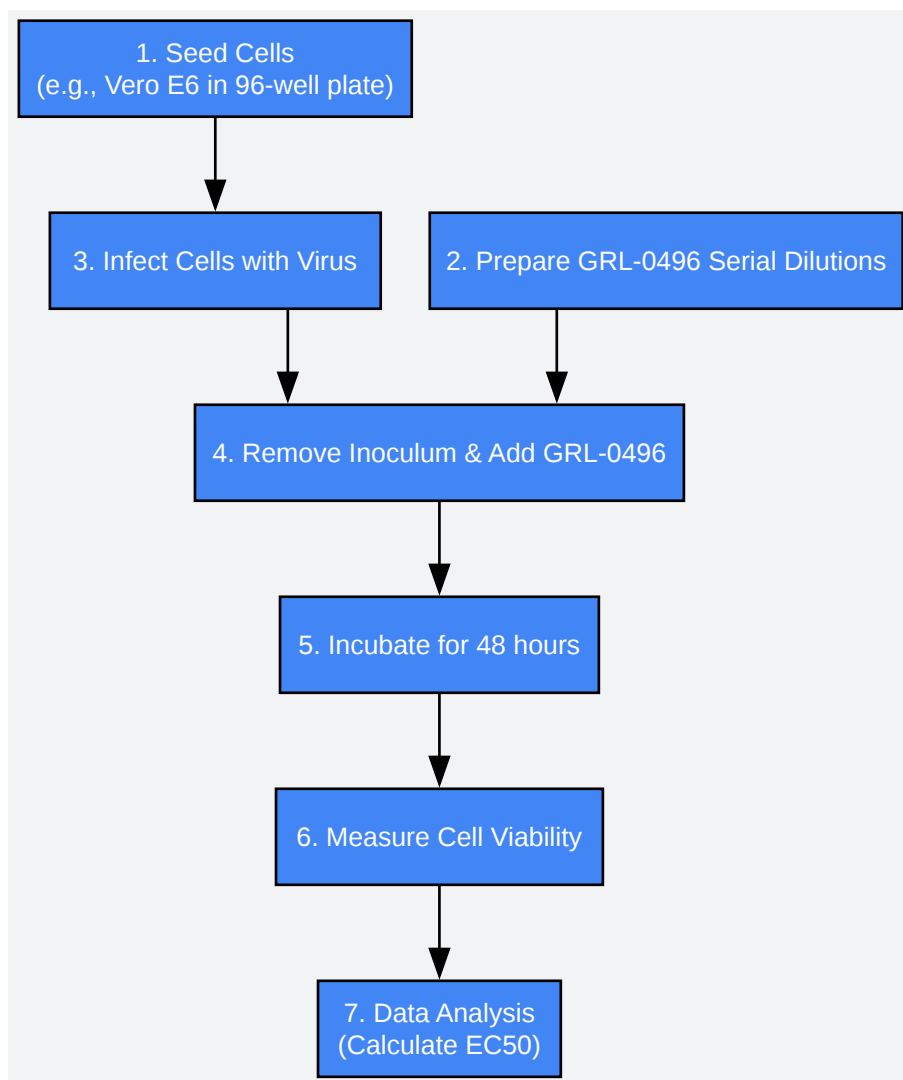 1. Seed Cells
(e.g., Vero E6 in 96-well plate)
3. Infect Cells with Virus
2. Prepare GRL-0496 Serial Dilutions
4. Remove Inoculum & Add GRL-0496
5. Incubate for 48 hours
6. Measure Cell Viability
7. Data Analysis
(Calculate EC50)